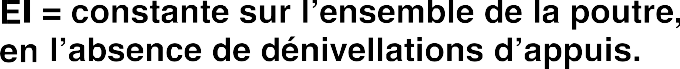 EI = constante sur l'ensemble de la poutre,
en l'absence de dénivellations d'appuis.